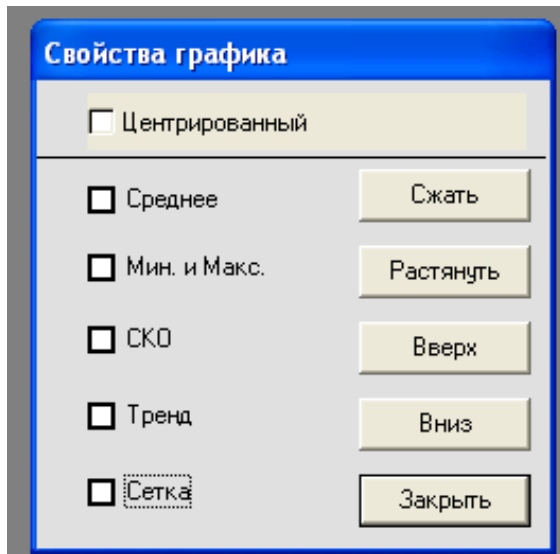 Свойства графика
Центрированный
Среднее
Сжать
Мин. и Макс.
Растянуть
СКО
Вверх
Тренд
Вниз
Сетка
Закрыть